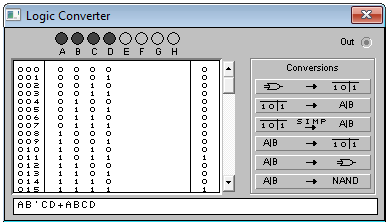 Logic Converter
A B C D E F G H
Out
000 0 0 0 0 0
001 0 0 0 1 0
002 0 0 1 0 0
003 0 0 1 1 0
004 0 1 0 0 0
005 0 1 0 1 0
006 0 1 1 0 0
007 0 1 1 1 0
008 1 0 0 0 0
009 1 0 0 1 0
010 1 0 1 0 0
011 1 0 1 1 1
012 1 1 0 0 0
013 1 1 0 1 0
014 1 1 1 0 0
015 1 1 1 1 1
Conversions
→ 1 0 1
1 0 1 → A|B
1 0 1 SIMP → A|B
A|B → 1 0 1
A|B →
A|B → NAND
AB'CD+ABCD